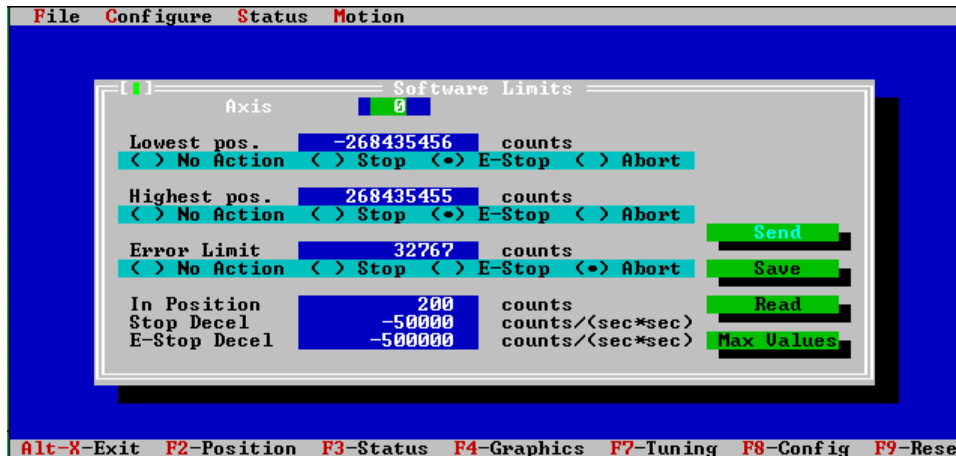 File Configure Status Motion
[ ] Software Limits
Axis 0
Lowest pos. -268435456 counts
( ) No Action ( ) Stop (•) E-Stop ( ) Abort
Highest pos. 268435455 counts
( ) No Action ( ) Stop (•) E-Stop ( ) Abort
Send
Error Limit 32767 counts
( ) No Action ( ) Stop ( ) E-Stop (•) Abort
Save
In Position 200 counts
Read
Stop Decel -50000 counts/(sec*sec)
E-Stop Decel -500000 counts/(sec*sec)
Max Values
Alt-X-Exit F2-Position F3-Status F4-Graphics F7-Tuning F8-Config F9-Rese